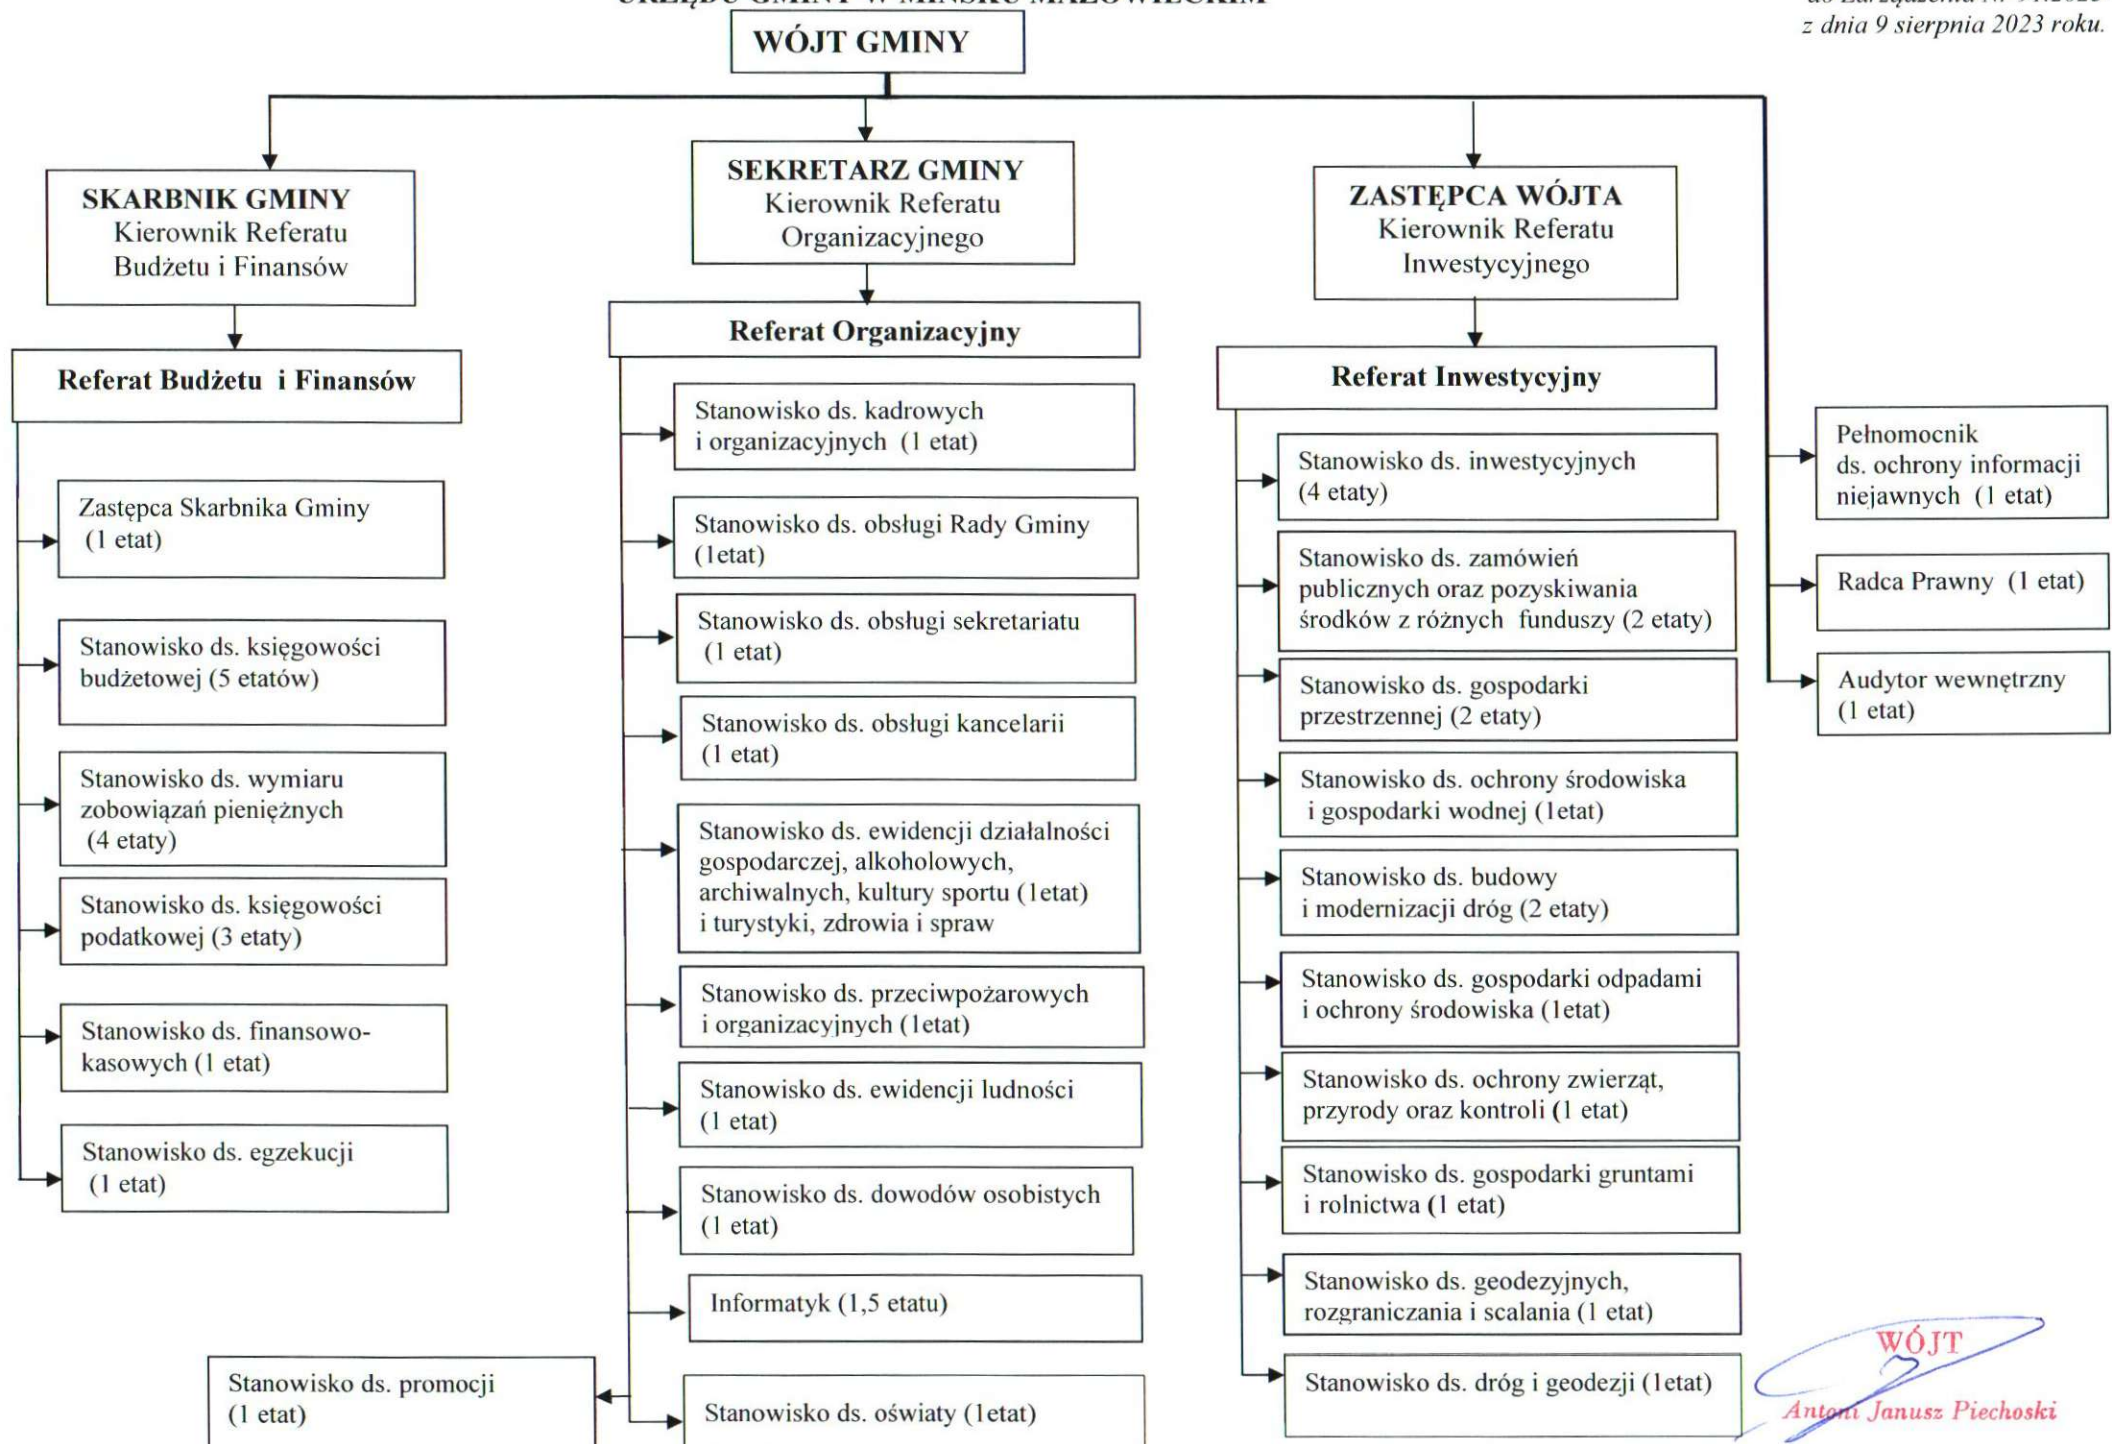 URZĘDU GMINY W MIŃSKU MAZOWIECKIM
z dnia 9 sierpnia 2023 roku.
WÓJT GMINY
SKARBNIK GMINY
Kierownik Referatu
Budżetu i Finansów
SEKRETARZ GMINY
Kierownik Referatu
Organizacyjnego
ZASTĘPCA WÓJTA
Kierownik Referatu
Inwestycyjnego
Referat Budżetu i Finansów
Zastępca Skarbnika Gminy
(1 etat)
Stanowisko ds. księgowości
budżetowej (5 etatów)
Stanowisko ds. wymiaru
zobowiązań pieniężnych
(4 etaty)
Stanowisko ds. księgowości
podatkowej (3 etaty)
Stanowisko ds. finansowo-
kasowych (1 etat)
Stanowisko ds. egzekucji
(1 etat)
Referat Organizacyjny
Stanowisko ds. kadrowych
i organizacyjnych (1 etat)
Stanowisko ds. obsługi Rady Gminy
(1etat)
Stanowisko ds. obsługi sekretariatu
(1 etat)
Stanowisko ds. obsługi kancelarii
(1 etat)
Stanowisko ds. ewidencji działalności
gospodarczej, alkoholowych,
archiwalnych, kultury sportu (1etat)
i turystyki, zdrowia i spraw
Stanowisko ds. przeciwpożarowych
i organizacyjnych (1etat)
Stanowisko ds. ewidencji ludności
(1 etat)
Stanowisko ds. dowodów osobistych
(1 etat)
Informatyk (1,5 etatu)
Stanowisko ds. promocji
(1 etat)
Stanowisko ds. oświaty (1etat)
Referat Inwestycyjny
Stanowisko ds. inwestycyjnych
(4 etaty)
Stanowisko ds. zamówień
publicznych oraz pozyskiwania
środków z różnych funduszy (2 etaty)
Stanowisko ds. gospodarki
przestrzennej (2 etaty)
Stanowisko ds. ochrony środowiska
i gospodarki wodnej (1etat)
Stanowisko ds. budowy
i modernizacji dróg (2 etaty)
Stanowisko ds. gospodarki odpadami
i ochrony środowiska (1etat)
Stanowisko ds. ochrony zwierząt,
przyrody oraz kontroli (1 etat)
Stanowisko ds. gospodarki gruntami
i rolnictwa (1 etat)
Stanowisko ds. geodezyjnych,
rozgraniczania i scalania (1 etat)
Stanowisko ds. dróg i geodezji (1etat)
Pełnomocnik
ds. ochrony informacji
niejawnych (1 etat)
Radca Prawny (1 etat)
Audytor wewnętrzny
(1 etat)
WÓJT
Antoni Janusz Piechoski